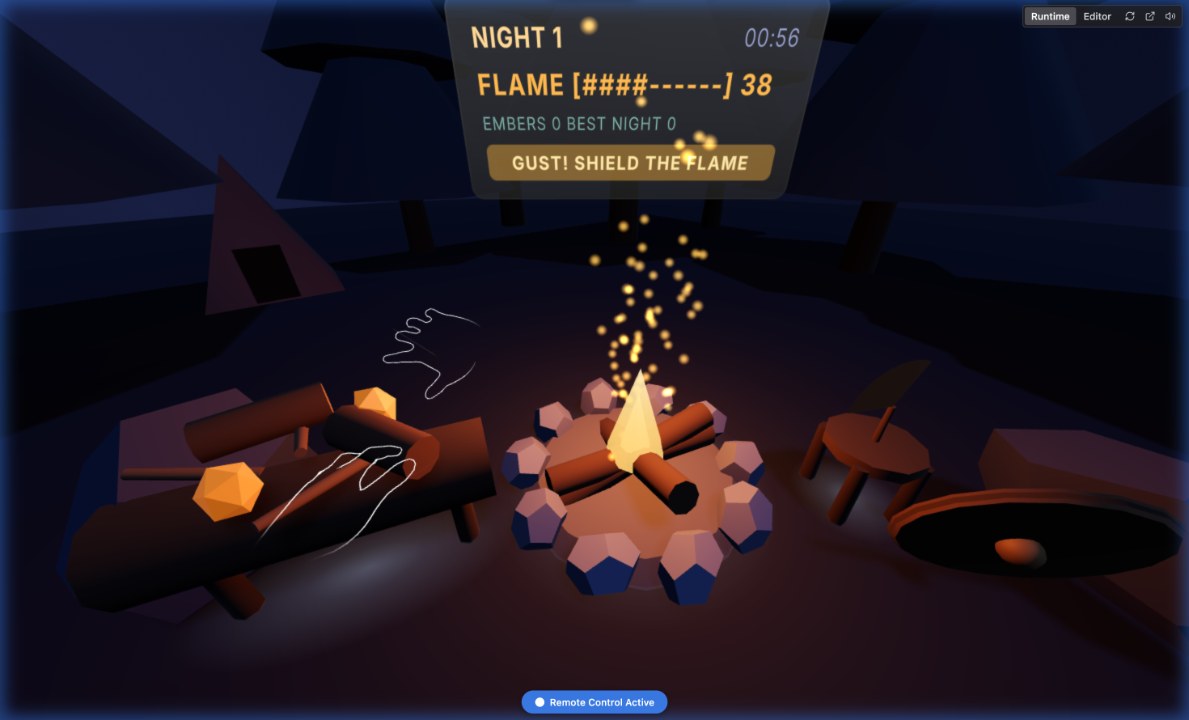 Runtime Editor
NIGHT 1 00:56
FLAME [####------] 38
EMBERS 0 BEST NIGHT 0
GUST! SHIELD THE FLAME
Remote Control Active